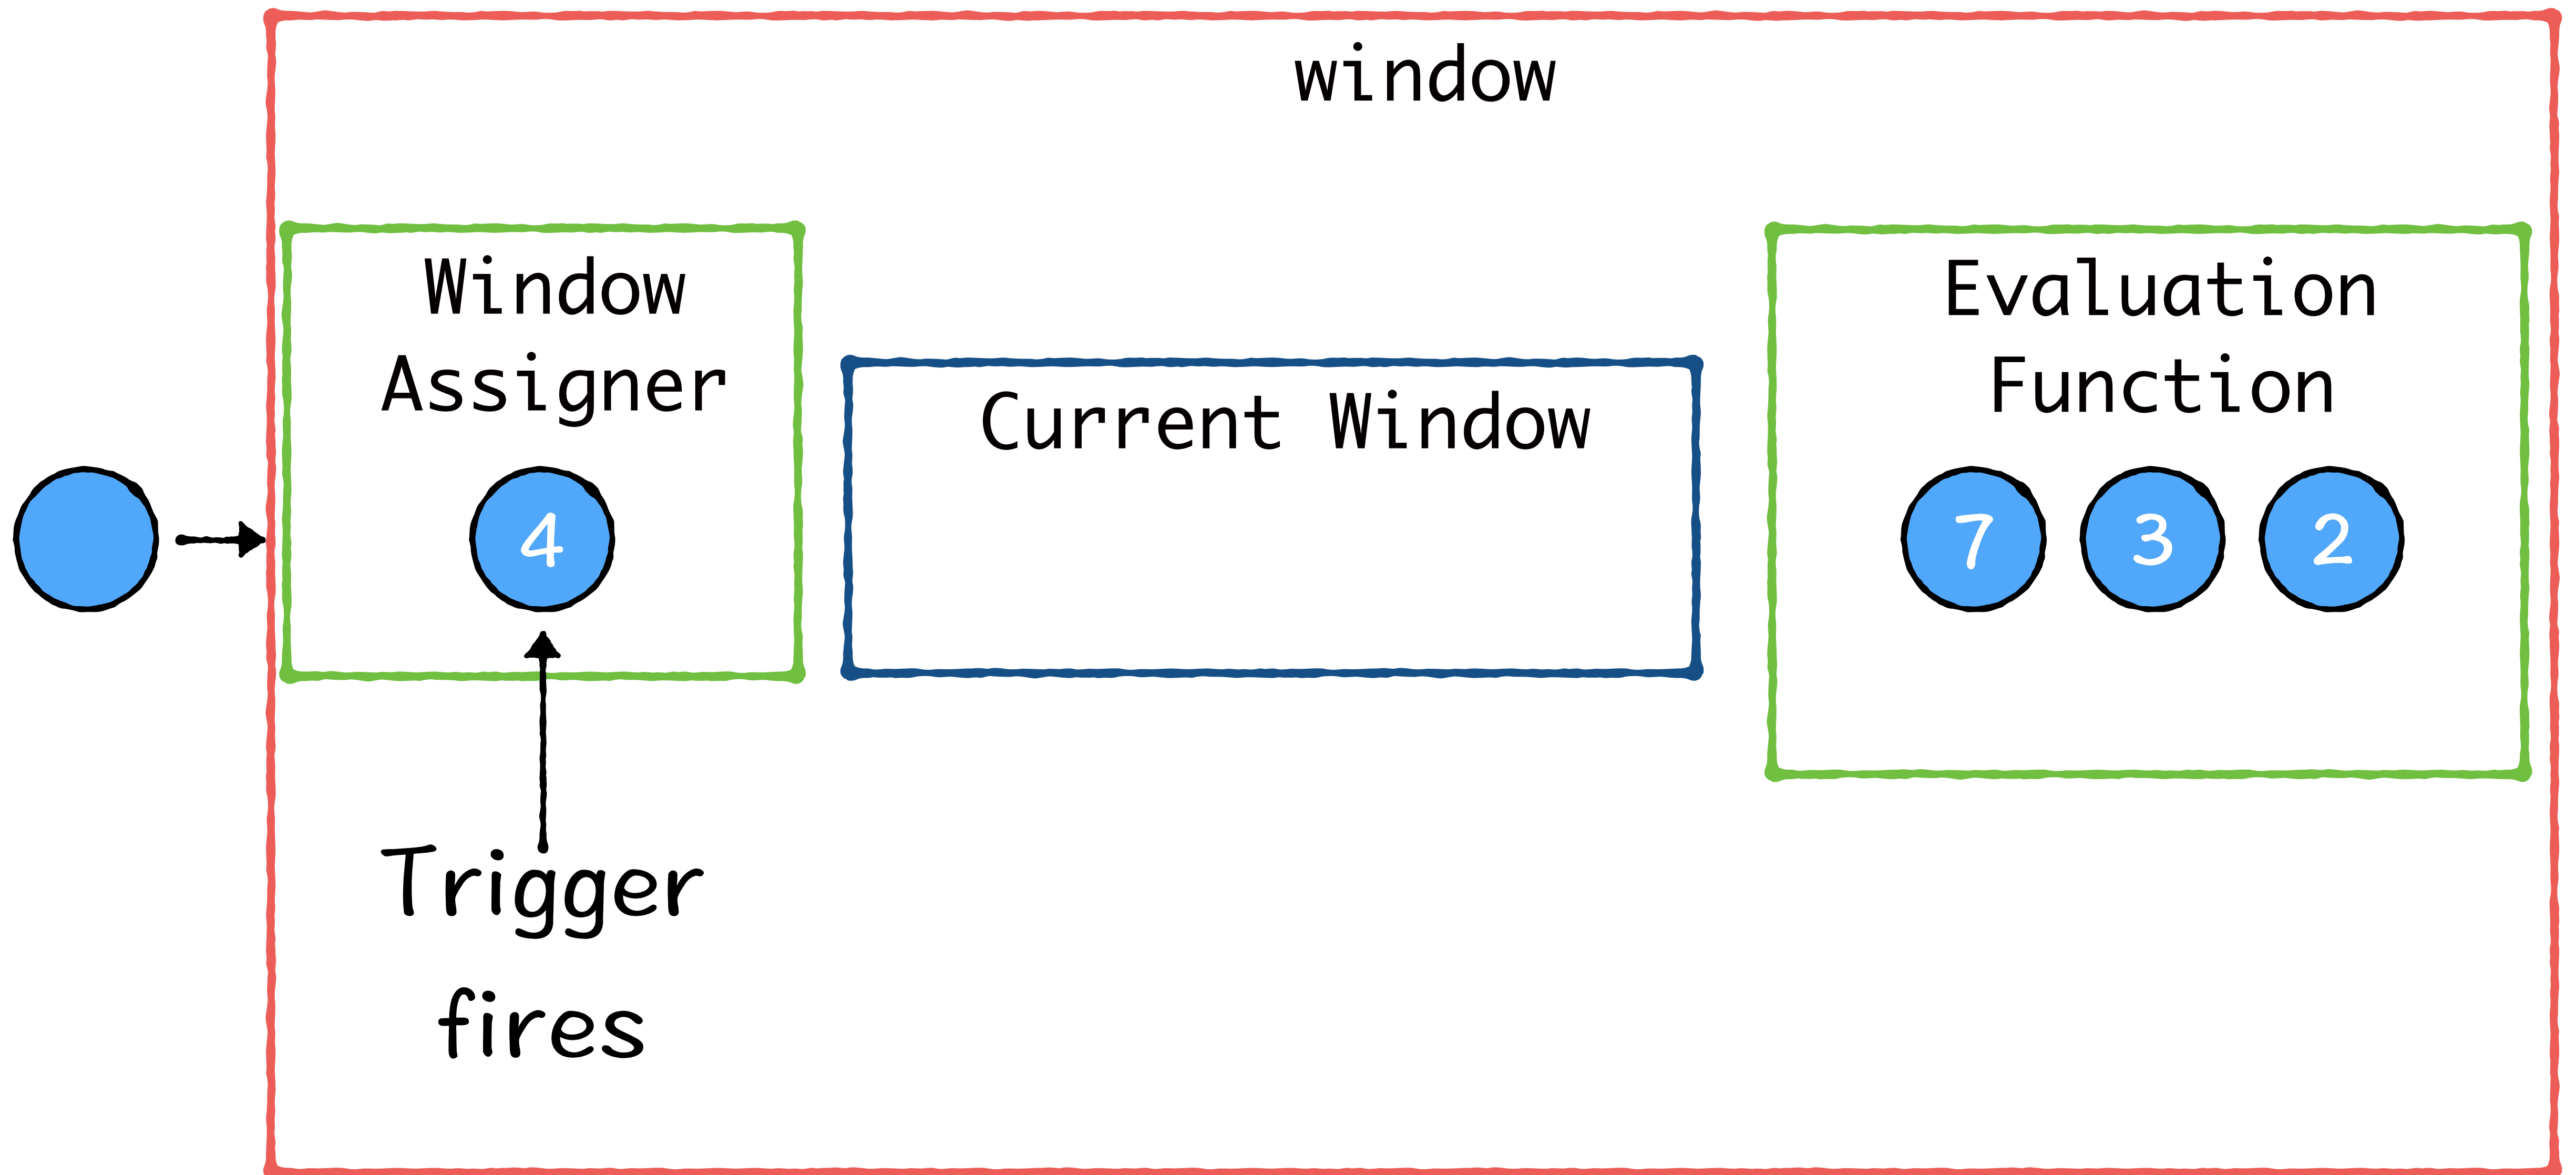 window
Window
Assigner
4
Trigger
fires
Current Window
Evaluation
Function
7 3 2